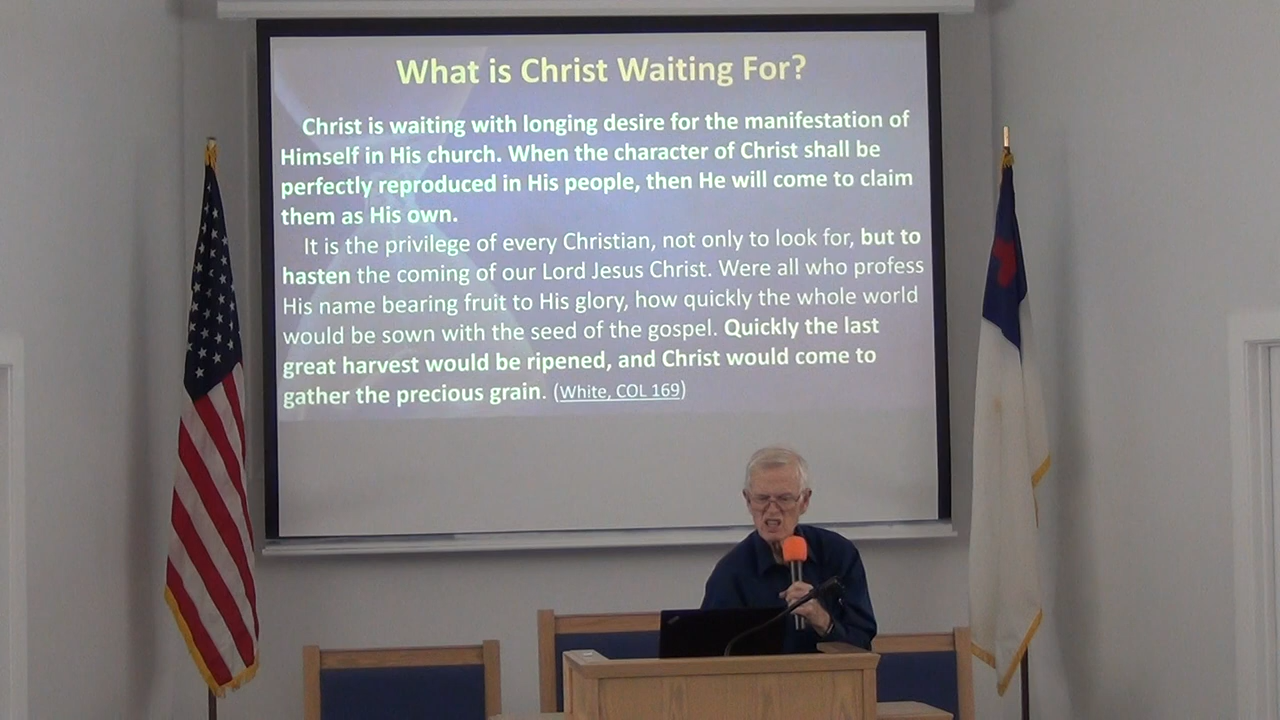 What is Christ Waiting For?
Christ is waiting with longing desire for the manifestation of
Himself in His church. When the character of Christ shall be
perfectly reproduced in His people, then He will come to claim
them as His own.
It is the privilege of every Christian, not only to look for, but to
hasten the coming of our Lord Jesus Christ. Were all who profess
His name bearing fruit to His glory, how quickly the whole world
would be sown with the seed of the gospel. Quickly the last
great harvest would be ripened, and Christ would come to
gather the precious grain. (White, COL 169)